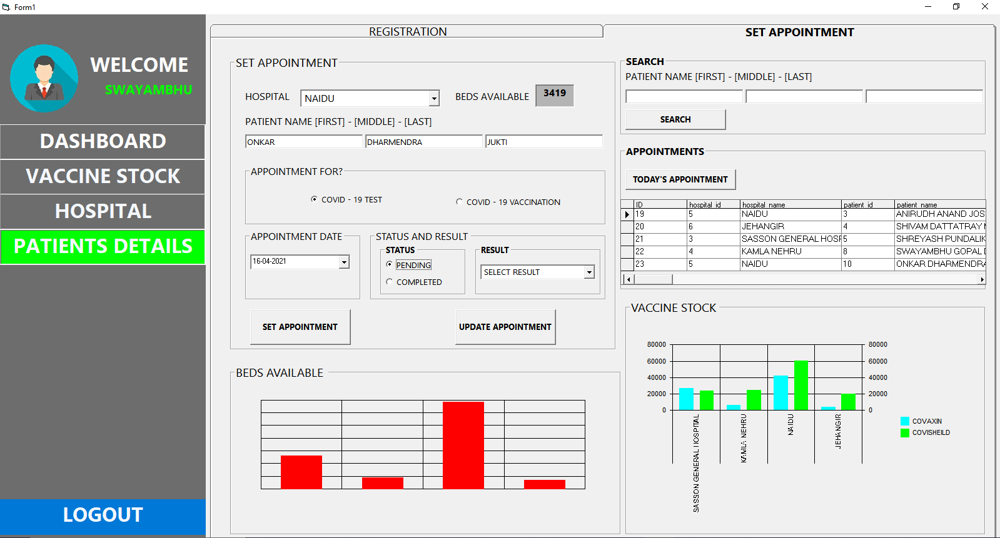 Form1
WELCOME
SWAYAMBHU
DASHBOARD
VACCINE STOCK
HOSPITAL
PATIENTS DETAILS
LOGOUT
REGISTRATION
SET APPOINTMENT
SET APPOINTMENT
HOSPITAL NAIDU BEDS AVAILABLE 3419
PATIENT NAME [FIRST] - [MIDDLE] - [LAST]
ONKAR DHARMENDRA JUKTI
APPOINTMENT FOR?
COVID - 19 TEST COVID - 19 VACCINATION
APPOINTMENT DATE
16-04-2021
STATUS AND RESULT
STATUS
PENDING
COMPLETED
RESULT
SELECT RESULT
SET APPOINTMENT UPDATE APPOINTMENT
BEDS AVAILABLE
SEARCH
PATIENT NAME [FIRST] - [MIDDLE] - [LAST]
SEARCH
APPOINTMENTS
TODAY'S APPOINTMENT
ID hospital_id hospital_name patient_id patient_name
19 5 NAIDU 3 ANIRUDH ANAND JOS
20 6 JEHANGIR 4 SHIVAM DATTATRAY
21 3 SASSON GENERAL HOSP 5 SHREYASH PUNDALIK
22 4 KAMLA NEHRU 8 SWAYAMBHU GOPAL
23 5 NAIDU 10 ONKAR DHARMENDRA
VACCINE STOCK
80000 80000
60000 60000
40000 40000
20000 20000
0 0
SASSON GENERAL HOSPITAL
KAMLA NEHRU
NAIDU
JEHANGIR
COVAXIN
COVISHEILD